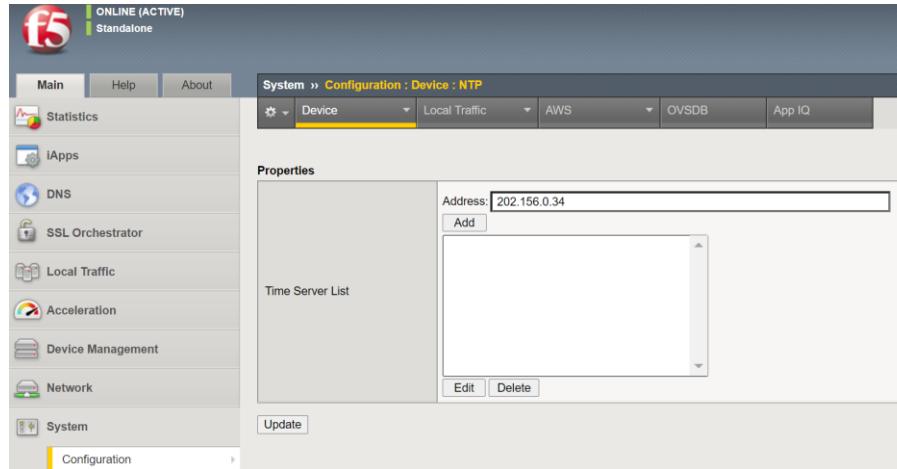 f5
ONLINE (ACTIVE)
Standalone
Main Help About
Statistics
iApps
DNS
SSL Orchestrator
Local Traffic
Acceleration
Device Management
Network
System
Configuration
System ›› Configuration : Device : NTP
Device Local Traffic AWS OVSDB App IQ
Properties
Time Server List
Address: 202.156.0.34
Add
Edit Delete
Update